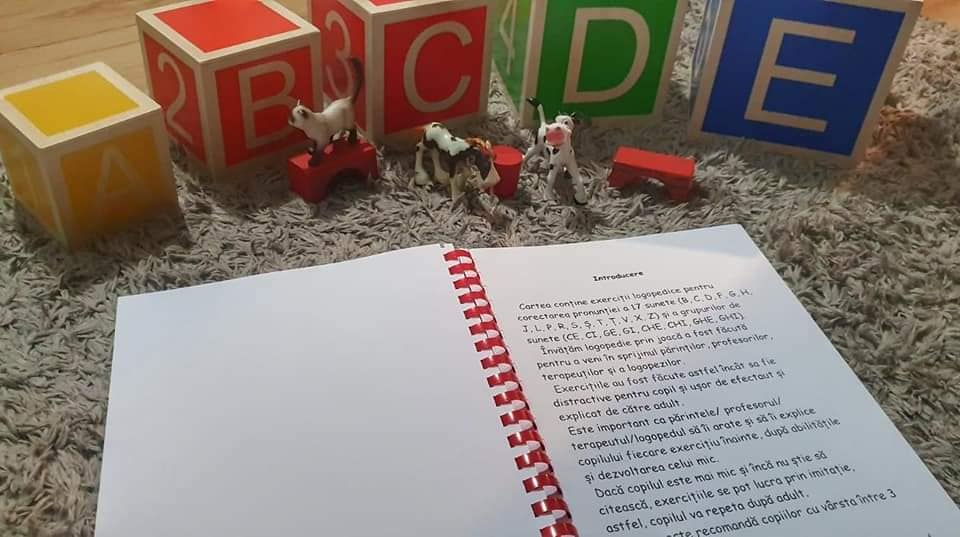 A
2
B
3
C
4
D
E
Introducere
Cartea conține exerciții logopedice pentru
corectarea pronunției a 17 sunete (B, C, D, F, G, H,
J, L, P, R, S, Ș, T, Ț, V, X, Z) și a grupurilor de
sunete (CE, CI, GE, GI, CHE, CHI, GHE, GHI).
Învățăm logopedie prin joacă a fost făcută
pentru a veni în sprijinul părinților, profesorilor,
terapeuților și a logopezilor.
Exercițiile au fost făcute astfel încât sa fie
distractive pentru copii și ușor de efectaut și
explicat de către adult.
Este important ca părintele/ profesorul/
terapeutul/logopedul să îi arate și să îi explice
copilului fiecare exercițiu înainte, după abilitățile
și dezvoltarea celui mic.
Dacă copilul este mai mic și încă nu știe să
citească, exercițiile se pot lucra prin imitație,
astfel, copilul va repeta după adult.
recomandă copiilor cu vârsta între 3